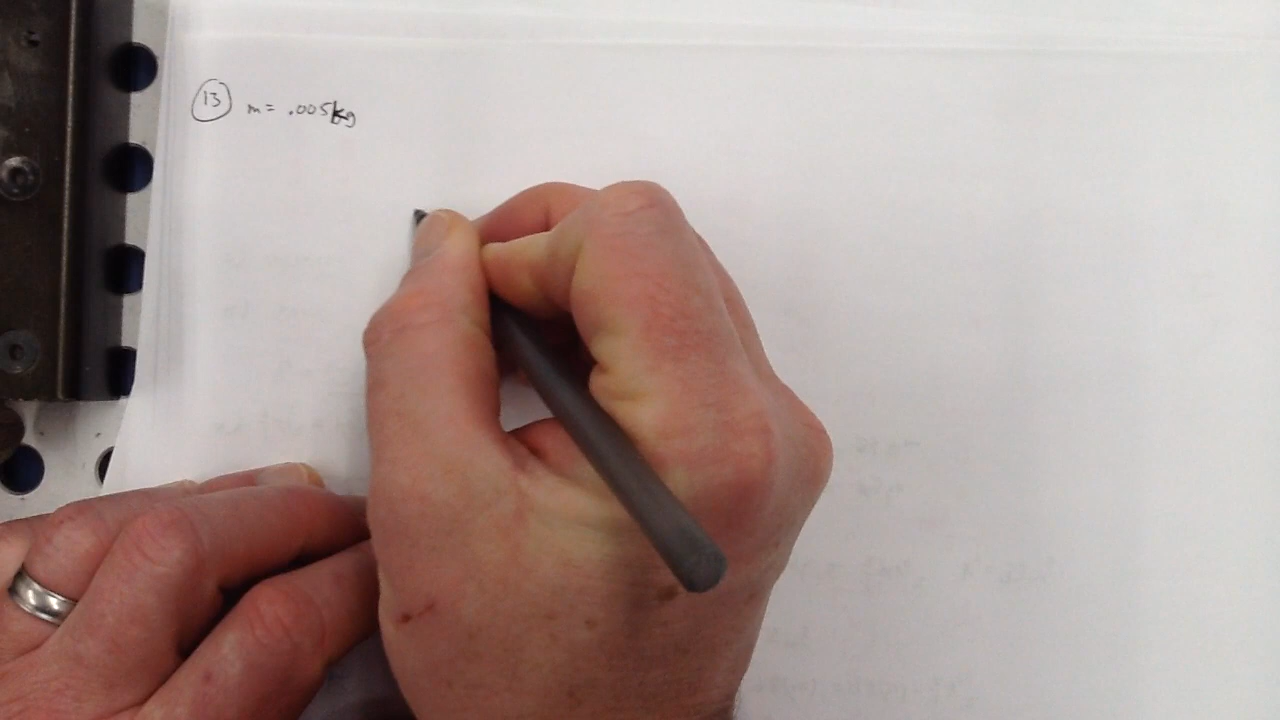 13 m = .005kg